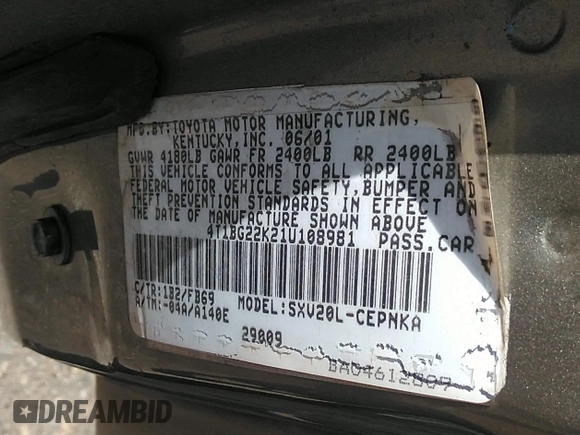 MFD.BY:TOYOTA MOTOR MANUFACTURING,
KENTUCKY, INC. 06/01
GVWR 4180LB GAWR FR 2400LB RR 2400LB
THIS VEHICLE CONFORMS TO ALL APPLICABLE
FEDERAL MOTOR VEHICLE SAFETY, BUMPER AND
THEFT PREVENTION STANDARDS IN EFFECT ON
THE DATE OF MANUFACTURE SHOWN ABOVE
4T1BG22K21U108981 PASS.CAR
C/TR:1B2/FB69
A/TM:-04A/A140E MODEL:SXV20L-CEPNKA
29009
DREAMBID